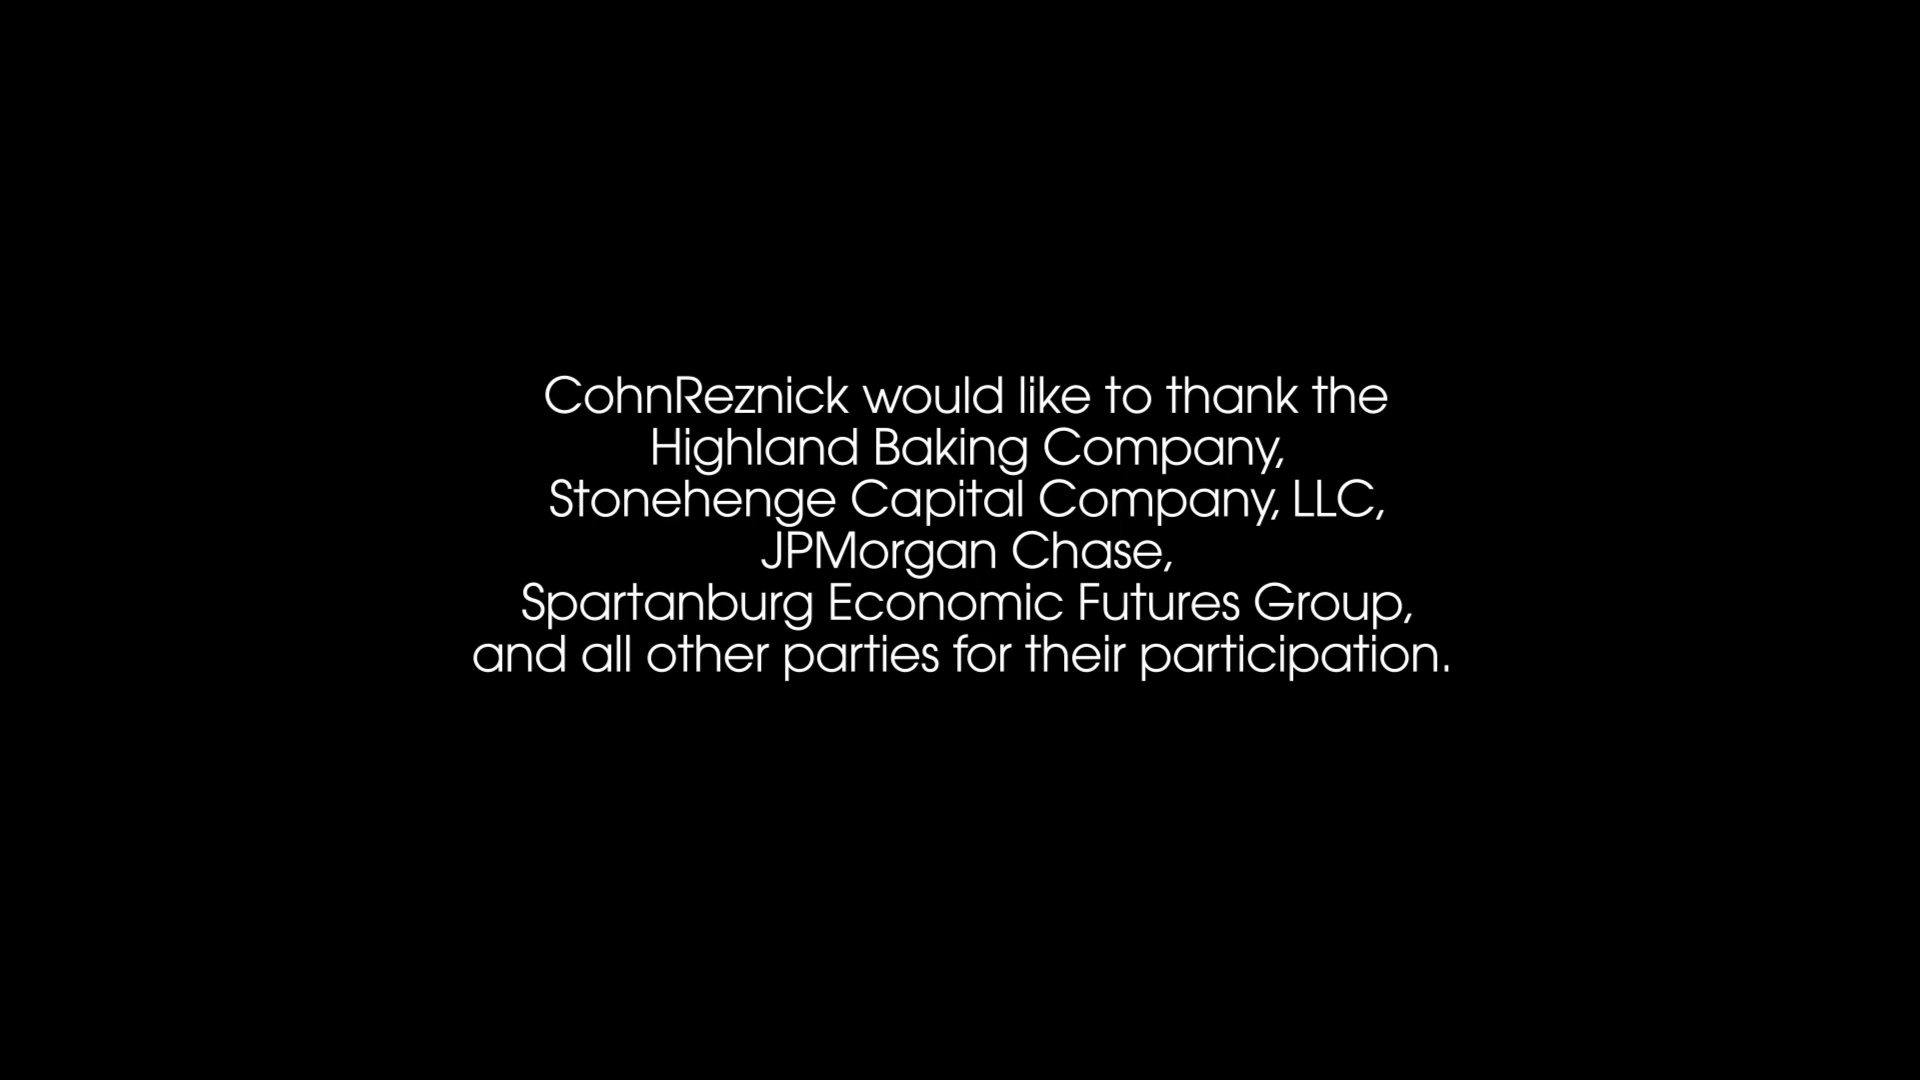 CohnReznick would like to thank the
Highland Baking Company,
Stonehenge Capital Company, LLC,
JPMorgan Chase,
Spartanburg Economic Futures Group,
and all other parties for their participation.